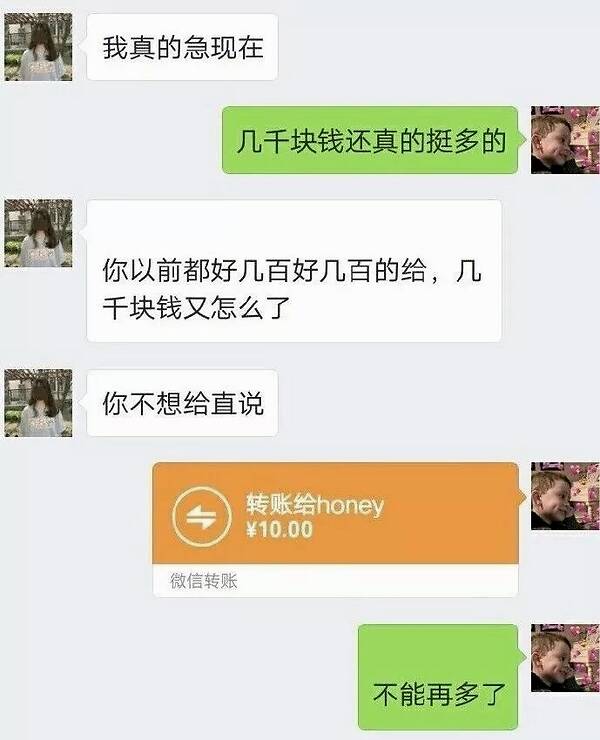 我真的急现在
几千块钱还真的挺多的
你以前都好几百好几百的给，几
千块钱又怎么了
你不想给直说
转账给honey
¥10.00
微信转账
不能再多了